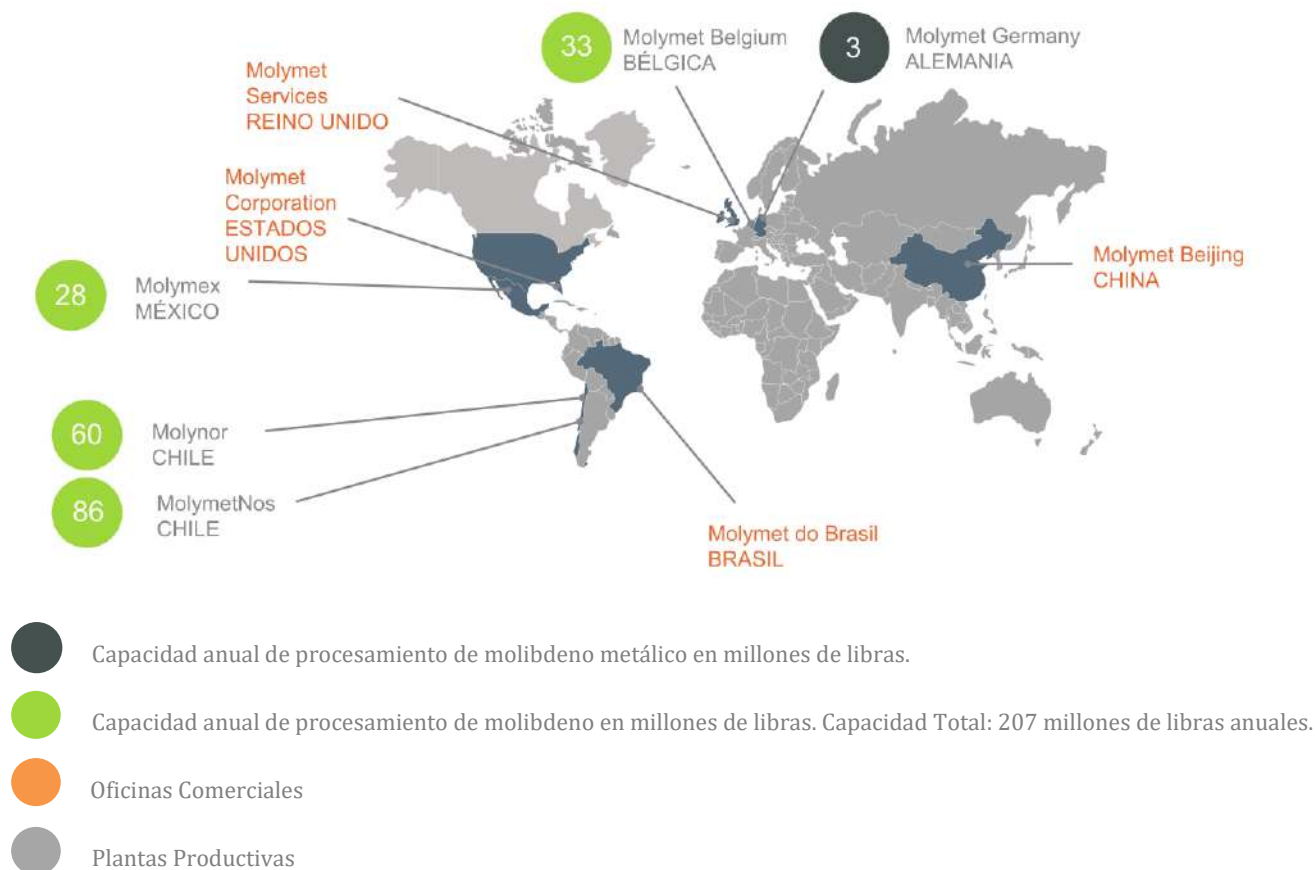 33
Molymet Belgium
BÉLGICA
3
Molymet Germany
ALEMANIA
Molymet
Services
REINO UNIDO
Molymet
Corporation
ESTADOS
UNIDOS
28
Molymex
MÉXICO
Molymet Beijing
CHINA
60
Molynor
CHILE
86
MolymetNos
CHILE
Molymet do Brasil
BRASIL
Capacidad anual de procesamiento de molibdeno metálico en millones de libras.
Capacidad anual de procesamiento de molibdeno en millones de libras. Capacidad Total: 207 millones de libras anuales.
Oficinas Comerciales
Plantas Productivas